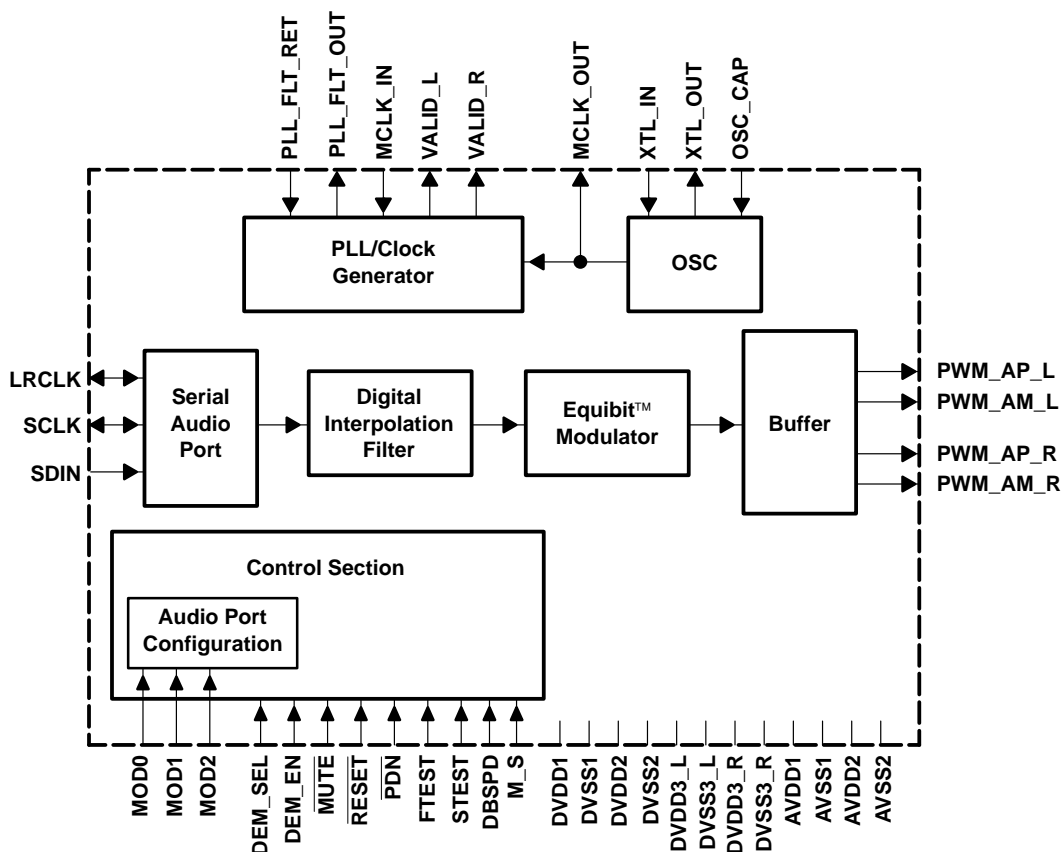 PLL_FLT_RET
PLL_FLT_OUT
MCLK_IN
VALID_L
VALID_R
MCLK_OUT
XTL_IN
XTL_OUT
OSC_CAP
PLL/Clock
Generator
OSC
LRCLK
SCLK
SDIN
Serial
Audio
Port
Digital
Interpolation
Filter
Equibit™
Modulator
Buffer
PWM_AP_L
PWM_AM_L
PWM_AP_R
PWM_AM_R
Control Section
Audio Port
Configuration
MOD0
MOD1
MOD2
DEM_SEL
DEM_EN
MUTE
RESET
PDN
FTEST
STEST
DBSPD
M_S
DVDD1
DVSS1
DVDD2
DVSS2
DVDD3_L
DVSS3_L
DVDD3_R
DVSS3_R
AVDD1
AVSS1
AVDD2
AVSS2